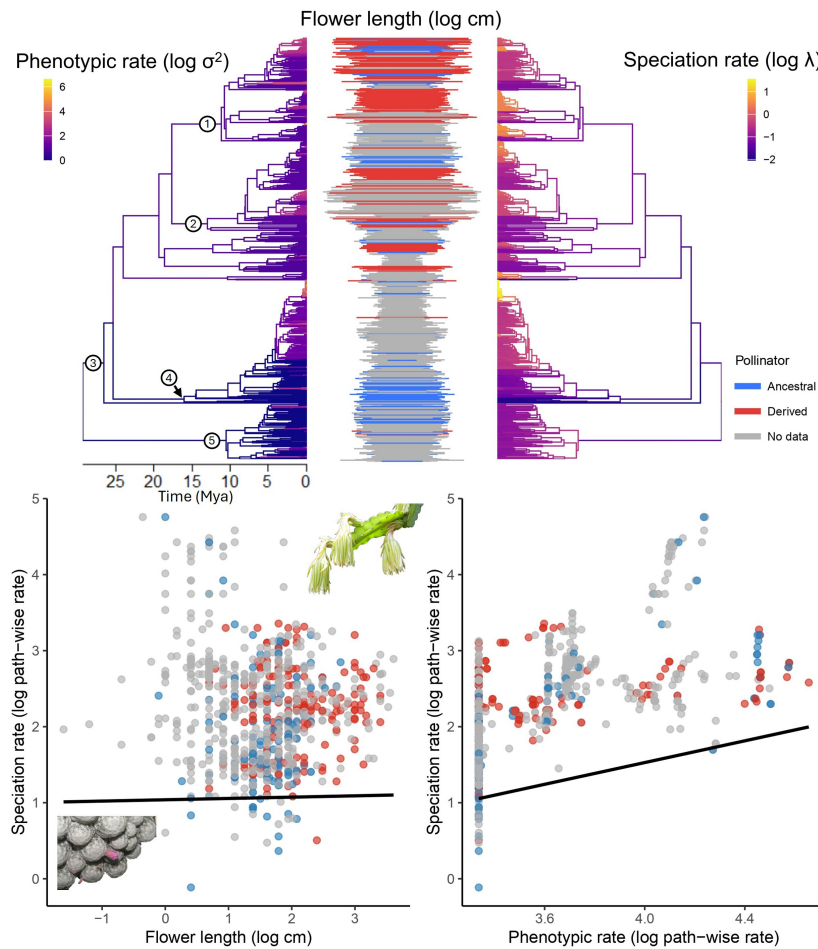 Flower length (log cm)
Phenotypic rate (log σ²)
Speciation rate (log λ)
6
4
2
0
1
0
−1
−2
1
2
3
4
5
Pollinator
Ancestral
Derived
No data
25 20 15 10 5 0
Time (Mya)
5
4
3
2
1
0
Speciation rate (log path−wise rate)
−1 0 1 2 3
Flower length (log cm)
5
4
3
2
1
0
Speciation rate (log path−wise rate)
3.6 4.0 4.4
Phenotypic rate (log path−wise rate)